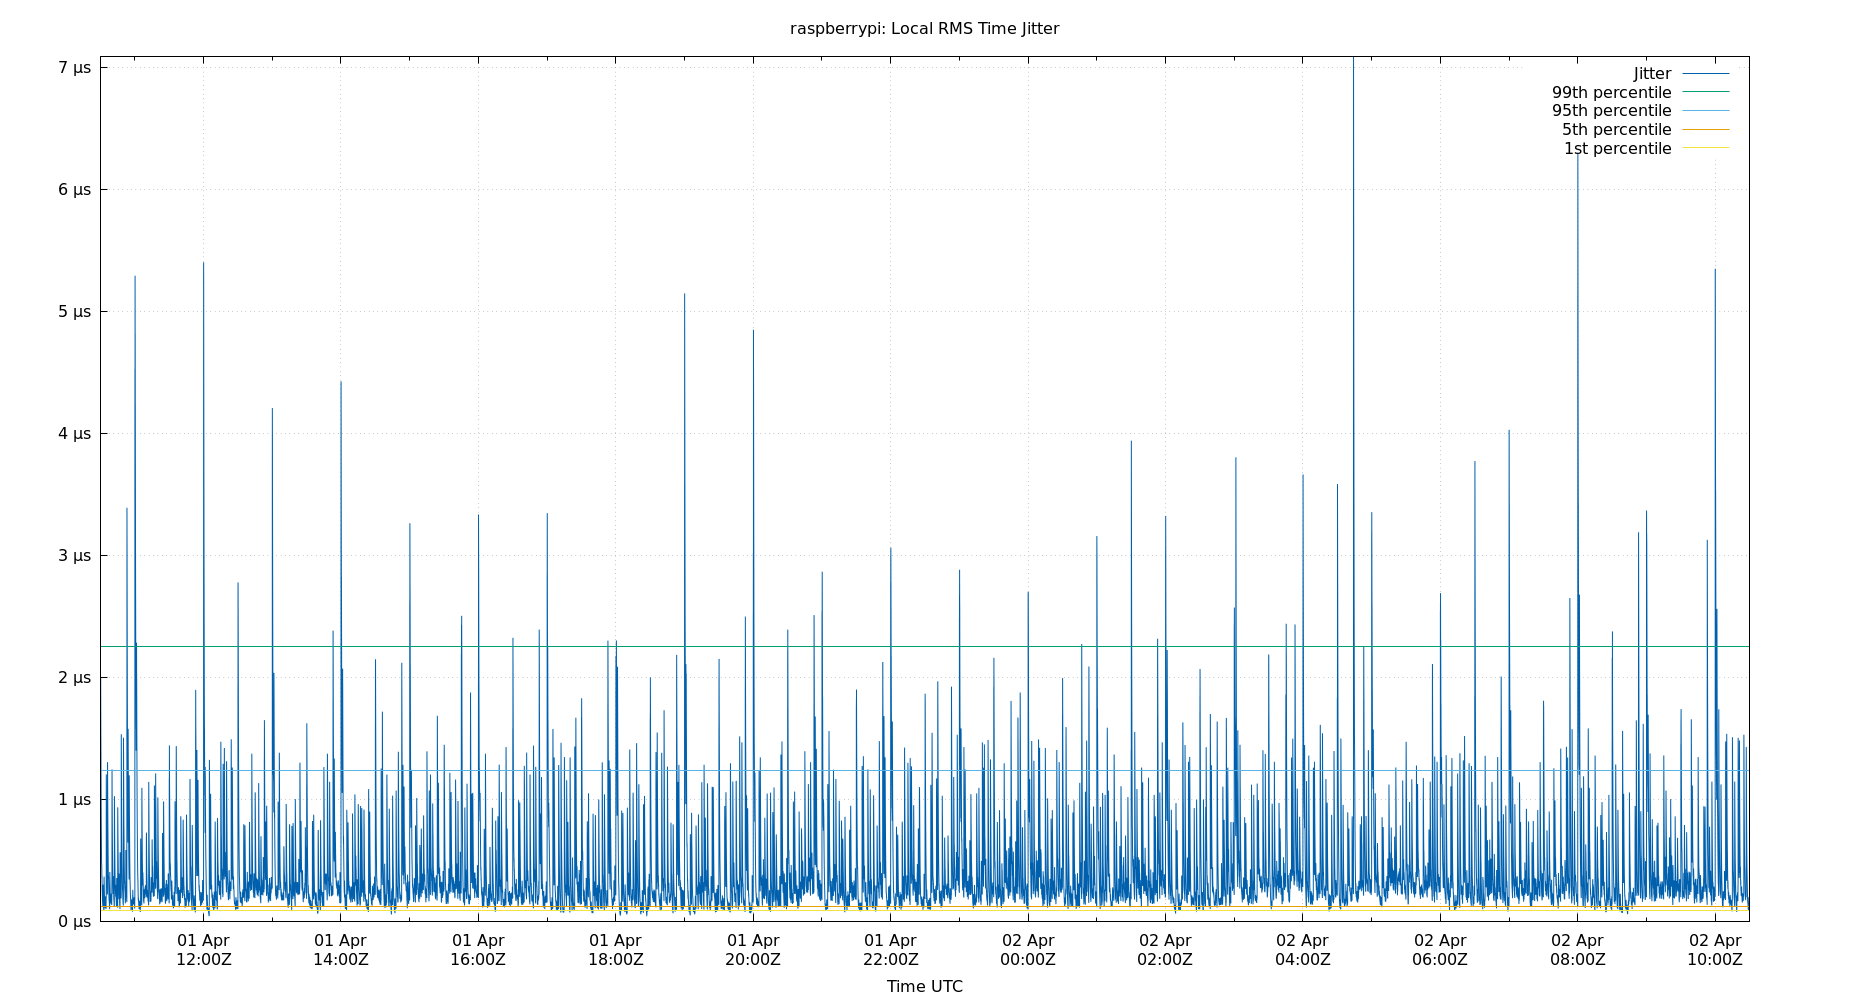 raspberrypi: Local RMS Time Jitter
7 µs
6 µs
5 µs
4 µs
3 µs
2 µs
1 µs
0 µs
Jitter
99th percentile
95th percentile
5th percentile
1st percentile
01 Apr 01 Apr 01 Apr 01 Apr 01 Apr 01 Apr 02 Apr 02 Apr 02 Apr 02 Apr 02 Apr 02 Apr
12:00Z 14:00Z 16:00Z 18:00Z 20:00Z 22:00Z 00:00Z 02:00Z 04:00Z 06:00Z 08:00Z 10:00Z
Time UTC